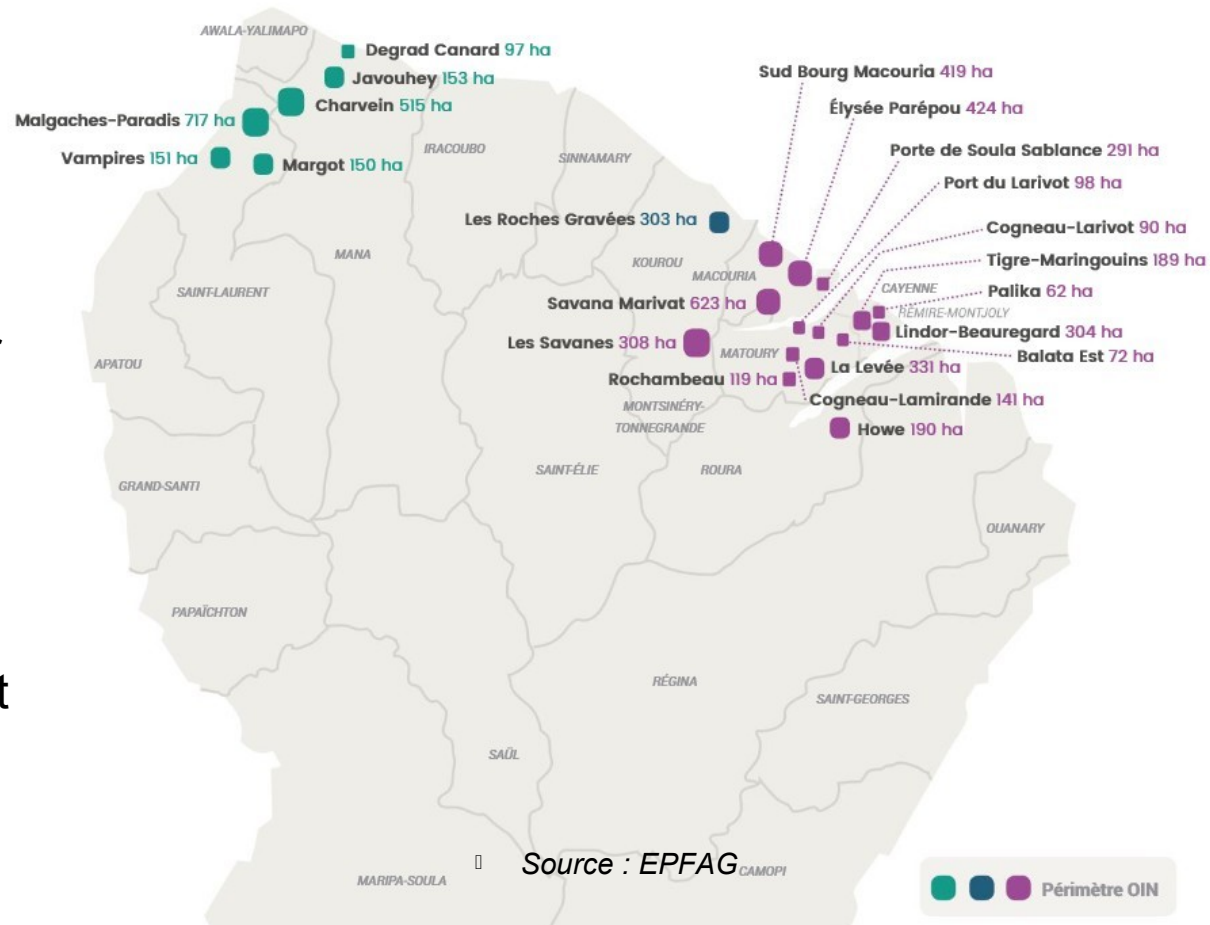 AWALA-YALIMAPO
Degrad Canard 97 ha
Javouhey 153 ha
Charvein 515 ha
Malgaches-Paradis 717 ha
Vampires 151 ha
Margot 150 ha
IRACOUBO
SINNAMARY
Sud Bourg Macouria 419 ha
Élysée Parépou 424 ha
Porte de Soula Sablance 291 ha
Port du Larivot 98 ha
Cogneau-Larivot 90 ha
Tigre-Maringouins 189 ha
Palika 62 ha
Les Roches Gravées 303 ha
KOUROU
MACOURIA
CAYENNE
RÉMIRE-MONTJOLY
MANA
SAINT-LAURENT
Savana Marivat 623 ha
Lindor-Beauregard 304 ha
Les Savanes 308 ha
MATOURY
Balata Est 72 ha
APATOU
La Levée 331 ha
Rochambeau 119 ha
Cogneau-Lamirande 141 ha
MONTSINÉRY-
TONNEGRANDE
Howe 190 ha
SAINT-ÉLIE
ROURA
GRAND-SANTI
OUANARY
PAPAÏCHTON
RÉGINA
t
SAINT-GEORGES
SAÜL
MARIPA-SOULA
Source : EPFAG
CAMOPI
Périmètre OIN